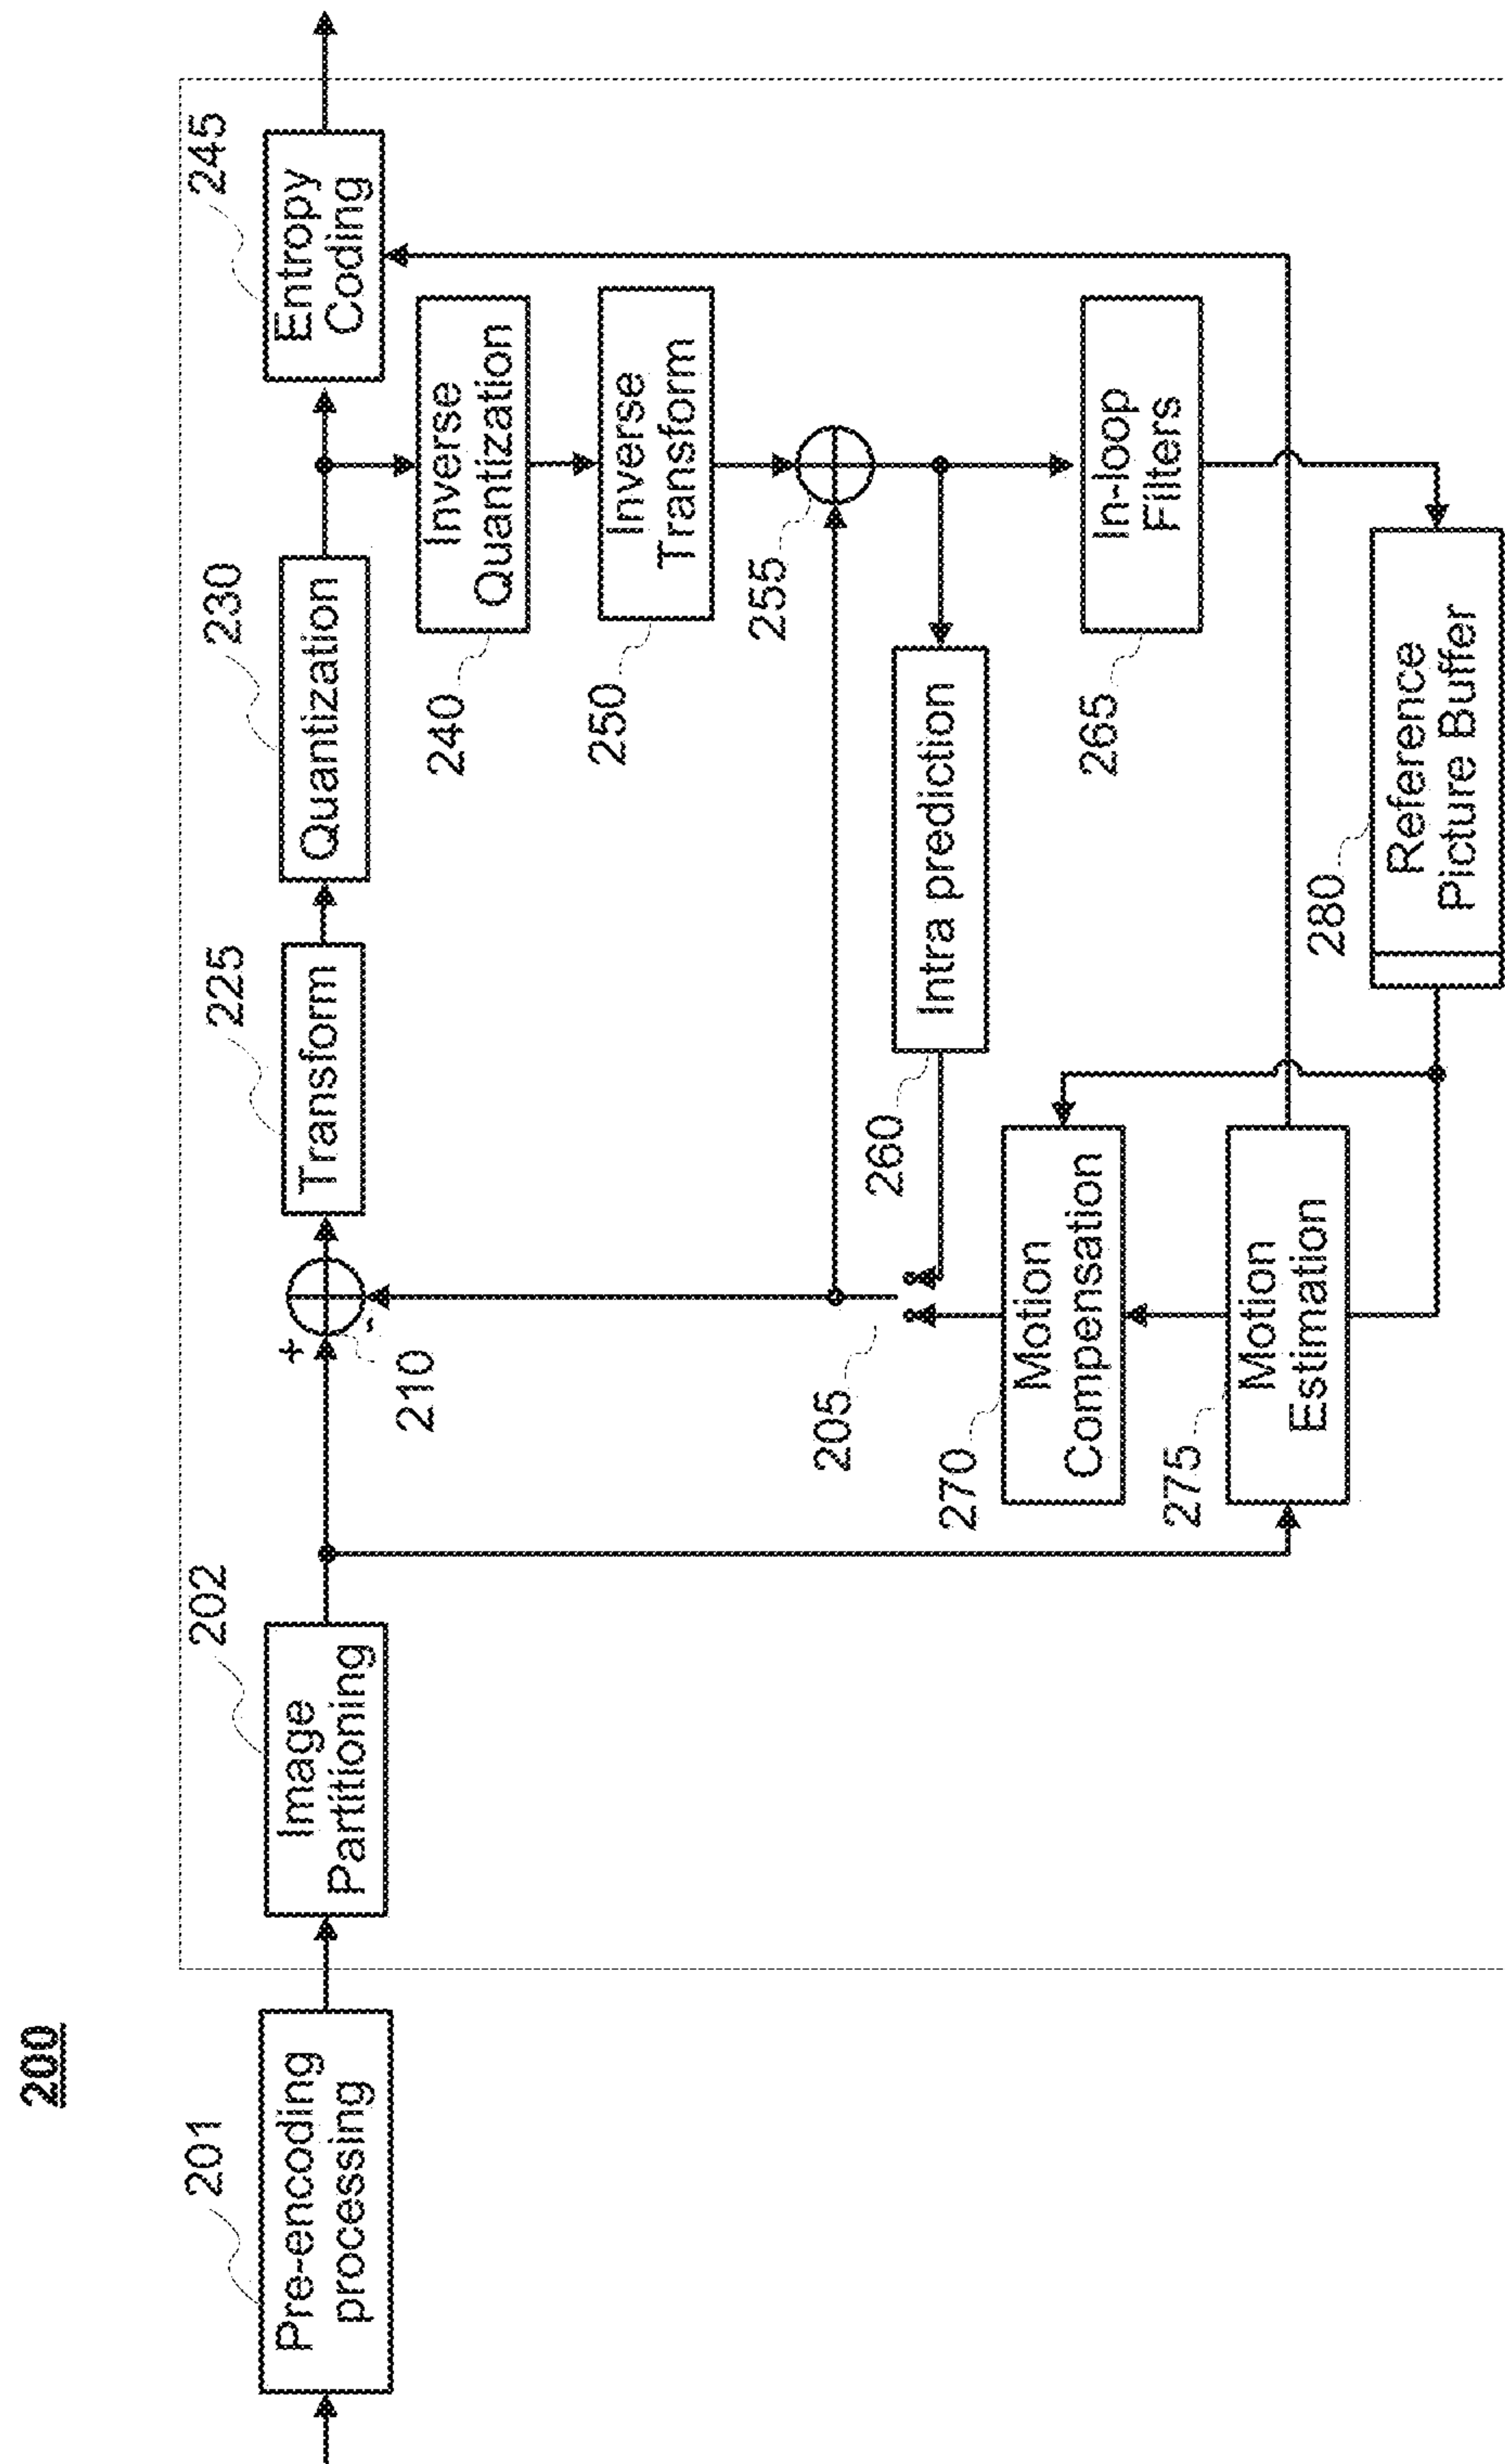 200
201
Pre-encoding
processing
202
Image
Partitioning
+
-
210
225
Transform
230
Quantization
245
Entropy
Coding
240
Inverse
Quantization
250
Inverse
Transform
255
205
260
Intra prediction
265
In-loop
Filters
270
Motion
Compensation
275
Motion
Estimation
280
Reference
Picture Buffer